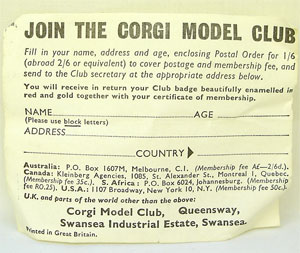 JOIN THE CORGI MODEL CLUB
Fill in your name, address and age, enclosing Postal Order for 1/6
(abroad 2/6 or equivalent) to cover postage and membership fee, and
send to the Club secretary at the appropriate address below.
You will receive in return your Club badge beautifully enamelled in
red and gold together with your certificate of membership.
NAME AGE
(Please use block letters)
ADDRESS
COUNTRY
Australia: P.O. Box 1607M, Melbourne, C.1. (Membership fee A£—2/6d.).
Canada: Kleinberg Agencies, 1085, St. Alexander St., Montreal 1, Quebec.
(Membership fee 35c.). S. Africa: P.O. Box 6024, Johannesburg. (Membership
fee R0.25). U.S.A.: 1107 Broadway, New York 10, N.Y. (Membership fee 50c.).
U.K. and parts of the world other than the above:
Corgi Model Club, Queensway,
Swansea Industrial Estate, Swansea.
Printed in Great Britain.